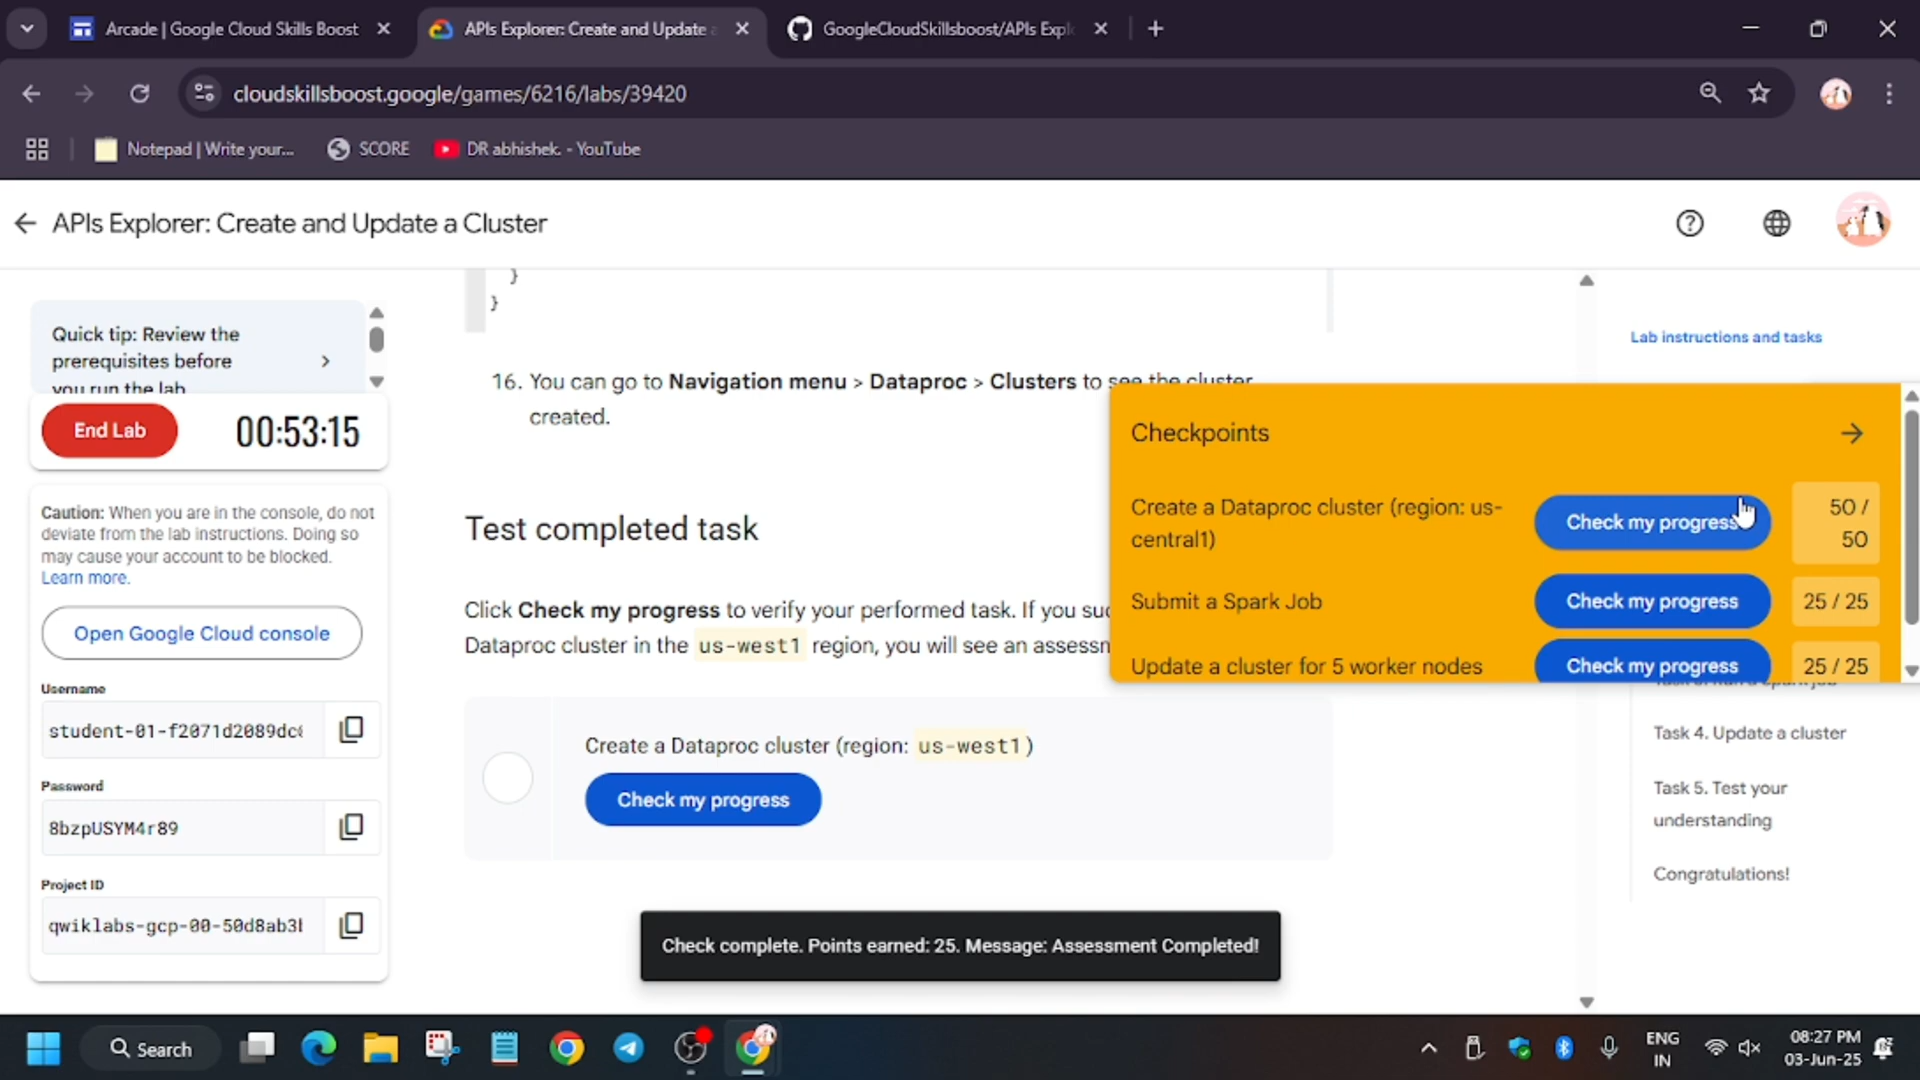 Arcade | Google Cloud Skills Boost
APIs Explorer: Create and Update a
GoogleCloudSkillsboost/APIs Expl
cloudskillsboost.google/games/6216/labs/39420
Notepad | Write your...
SCORE
DR abhishek. - YouTube
APIs Explorer: Create and Update a Cluster
Quick tip: Review the
prerequisites before
you run the lab
End Lab
00:53:15
Caution: When you are in the console, do not
deviate from the lab instructions. Doing so
may cause your account to be blocked.
Learn more.
Open Google Cloud console
Username
student-01-f2071d2089dc
Password
8bzpUSYM4r89
Project ID
qwiklabs-gcp-00-50d8ab3
}
}
16. You can go to Navigation menu > Dataproc > Clusters to see the cluster
created.
Test completed task
Click Check my progress to verify your performed task. If you suc
Dataproc cluster in the us-west1 region, you will see an assessm
Create a Dataproc cluster (region: us-west1)
Check my progress
Check complete. Points earned: 25. Message: Assessment Completed!
Lab instructions and tasks
Checkpoints
Create a Dataproc cluster (region: us-
central1)
Check my progress
50 /
50
Submit a Spark Job
Check my progress
25 / 25
Update a cluster for 5 worker nodes
Check my progress
25 / 25
Task 4. Update a cluster
Task 5. Test your
understanding
Congratulations!
Search
ENG
IN
08:27 PM
03-Jun-25